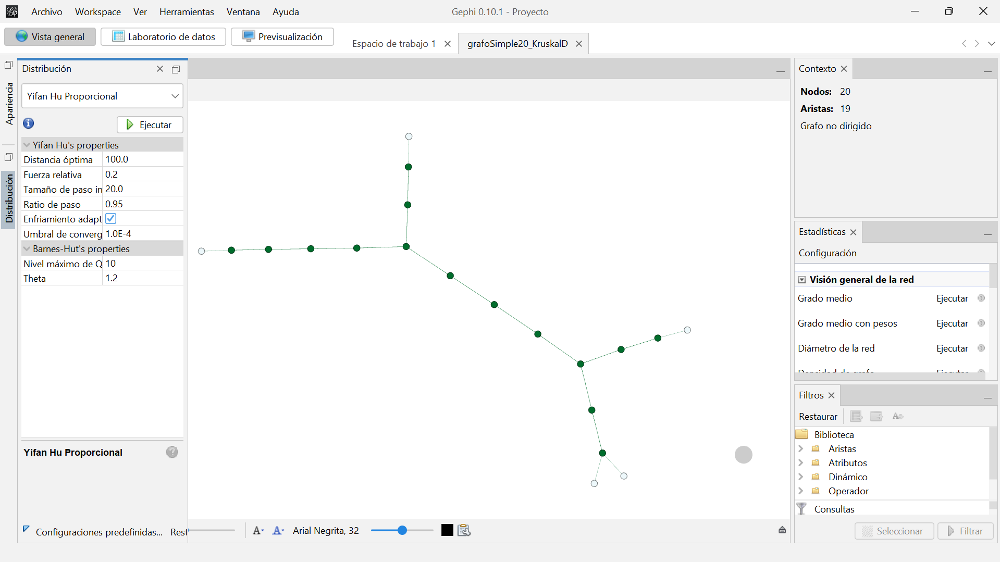 Archivo Workspace Ver Herramientas Ventana Ayuda
Gephi 0.10.1 - Proyecto
Vista general Laboratorio de datos Previsualización
Espacio de trabajo 1 grafoSimple20_KruskalD
Apariencia
Distribución
Distribución
Yifan Hu Proporcional
Ejecutar
Yifan Hu's properties
Distancia óptima 100.0
Fuerza relativa 0.2
Tamaño de paso in 20.0
Ratio de paso 0.95
Enfriamiento adapt
Umbral de converg 1.0E-4
Barnes-Hut's properties
Nivel máximo de Q 10
Theta 1.2
Yifan Hu Proporcional
Configuraciones predefinidas... Rest
Arial Negrita, 32
Contexto
Nodos: 20
Aristas: 19
Grafo no dirigido
Estadísticas
Configuración
Visión general de la red
Grado medio Ejecutar
Grado medio con pesos Ejecutar
Diámetro de la red Ejecutar
Densidad de grafo Ejecutar
Filtros
Restaurar
Biblioteca
Aristas
Atributos
Dinámico
Operador
Consultas
Seleccionar Filtrar